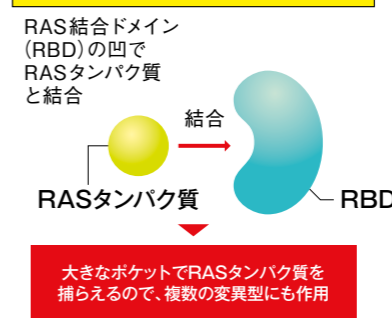 RAS結合ドメイン
(RBD)の凹で
RASタンパク質
と結合
結合
RASタンパク質
RBD
大きなポケットでRASタンパク質を
捕らえるので、複数の変異型にも作用